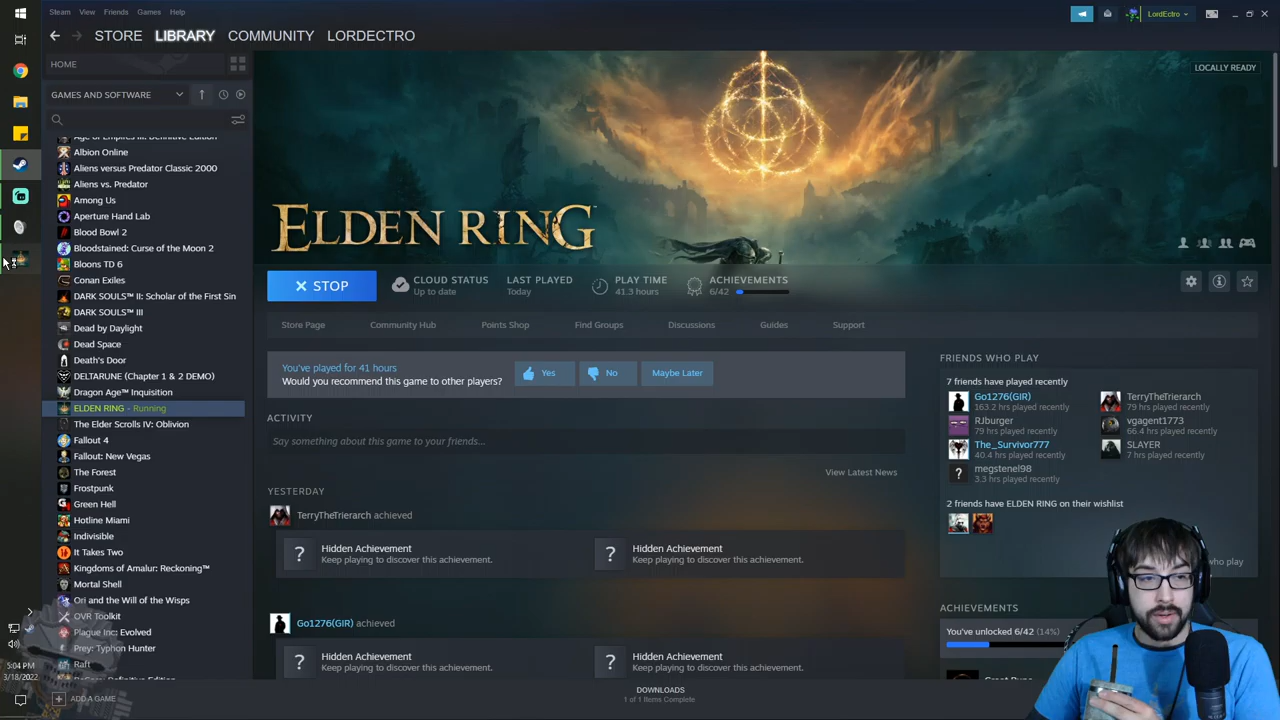 Steam View Friends Games Help
LordEctro
STORE LIBRARY COMMUNITY LORDECTRO
HOME
GAMES AND SOFTWARE
Age of Empires III: Definitive Edition
Albion Online
Aliens versus Predator Classic 2000
Aliens vs. Predator
Among Us
Aperture Hand Lab
Blood Bowl 2
Bloodstained: Curse of the Moon 2
Bloons TD 6
Conan Exiles
DARK SOULS™ II: Scholar of the First Sin
DARK SOULS™ III
Dead by Daylight
Dead Space
Death's Door
DELTARUNE (Chapter 1 & 2 DEMO)
Dragon Age™ Inquisition
ELDEN RING - Running
The Elder Scrolls IV: Oblivion
Fallout 4
Fallout: New Vegas
The Forest
Frostpunk
Green Hell
Hotline Miami
Indivisible
It Takes Two
Kingdoms of Amalur: Reckoning™
Mortal Shell
Ori and the Will of the Wisps
OVR Toolkit
Plague Inc: Evolved
Prey: Typhon Hunter
Raft
ADD A GAME
5:04 PM
3/18/2022
LOCALLY READY
ELDEN RING
STOP
CLOUD STATUS
Up to date
LAST PLAYED
Today
PLAY TIME
41.3 hours
ACHIEVEMENTS
6/42
Store Page Community Hub Points Shop Find Groups Discussions Guides Support
You've played for 41 hours
Would you recommend this game to other players?
Yes No Maybe Later
ACTIVITY
Say something about this game to your friends...
View Latest News
YESTERDAY
TerryTheTrierarch achieved
Hidden Achievement
Keep playing to discover this achievement.
Hidden Achievement
Keep playing to discover this achievement.
Go1276(GIR) achieved
Hidden Achievement
Keep playing to discover this achievement.
Hidden Achievement
Keep playing to discover this achievement.
FRIENDS WHO PLAY
7 friends have played recently
Go1276(GIR)
163.2 hrs played recently
TerryTheTrierarch
79 hrs played recently
RJburger
79 hrs played recently
vgagent1773
66.4 hrs played recently
The_Survivor777
40.4 hrs played recently
SLAYER
7 hrs played recently
megstenel98
3.3 hrs played recently
2 friends have ELDEN RING on their wishlist
who play
ACHIEVEMENTS
You've unlocked 6/42 (14%)
DOWNLOADS
1 of 1 Items Complete